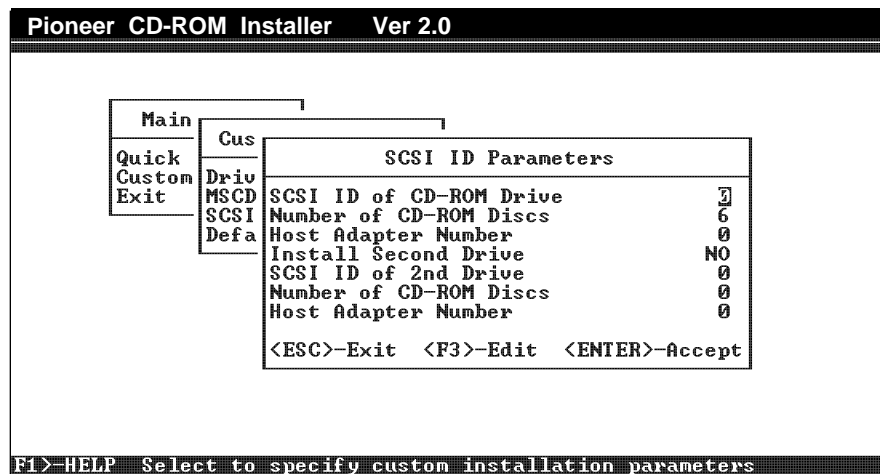 Pioneer CD-ROM Installer Ver 2.0
Main
Quick
Custom
Exit
Cus
Driv
MSCD
SCSI
Defa
SCSI ID Parameters
SCSI ID of CD-ROM Drive
Number of CD-ROM Discs 6
Host Adapter Number 0
Install Second Drive NO
SCSI ID of 2nd Drive 0
Number of CD-ROM Discs 0
Host Adapter Number 0
<ESC>-Exit <F3>-Edit <ENTER>-Accept
F1>-HELP Select to specify custom installation parameters